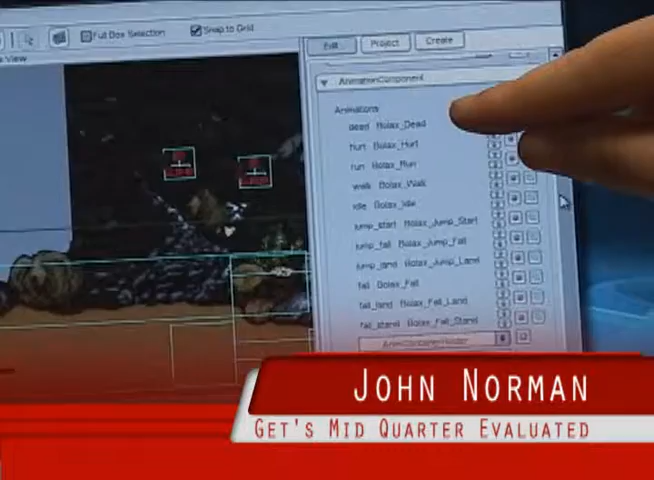 Full Box Selection Snap to Grid
View
Edit Project Create
AnimationComponent
Animations
dead Bolax_Dead
hurt Bolax_Hurt
run Bolax_Run
walk Bolax_Walk
idle Bolax_Idle
jump_start Bolax_Jump_Start
jump_fall Bolax_Jump_Fall
jump_land Bolax_Jump_Land
fall Bolax_Fall
fall_land Bolax_Fall_Land
fall_stand Bolax_Fall_Stand
JOHN NORMAN
GET'S MID QUARTER EVALUATED